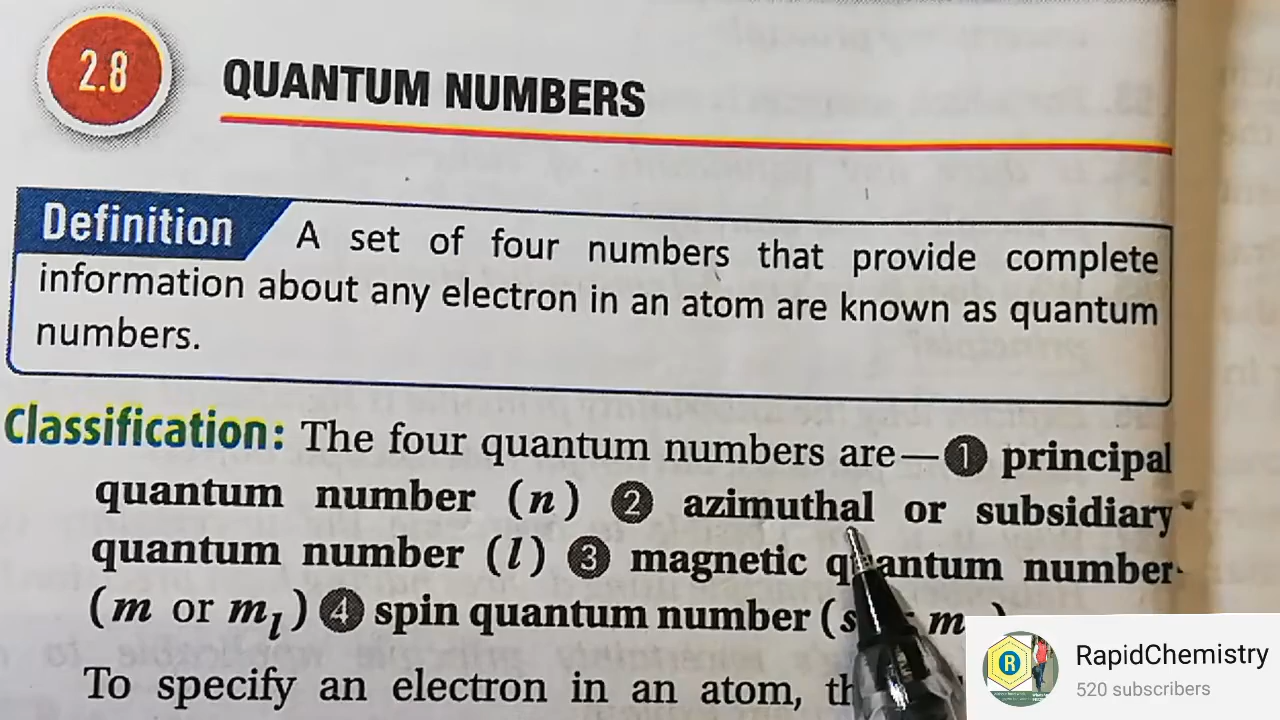 2.8
QUANTUM NUMBERS
Definition A set of four numbers that provide complete
information about any electron in an atom are known as quantum
numbers.
Classification: The four quantum numbers are—❶ principal
quantum number (n) ❷ azimuthal or subsidiary
quantum number (l) ❸ magnetic quantum number
(m or mₗ) ❹ spin quantum number (s m
To specify an electron in an atom,
R
RapidChemistry
520 subscribers